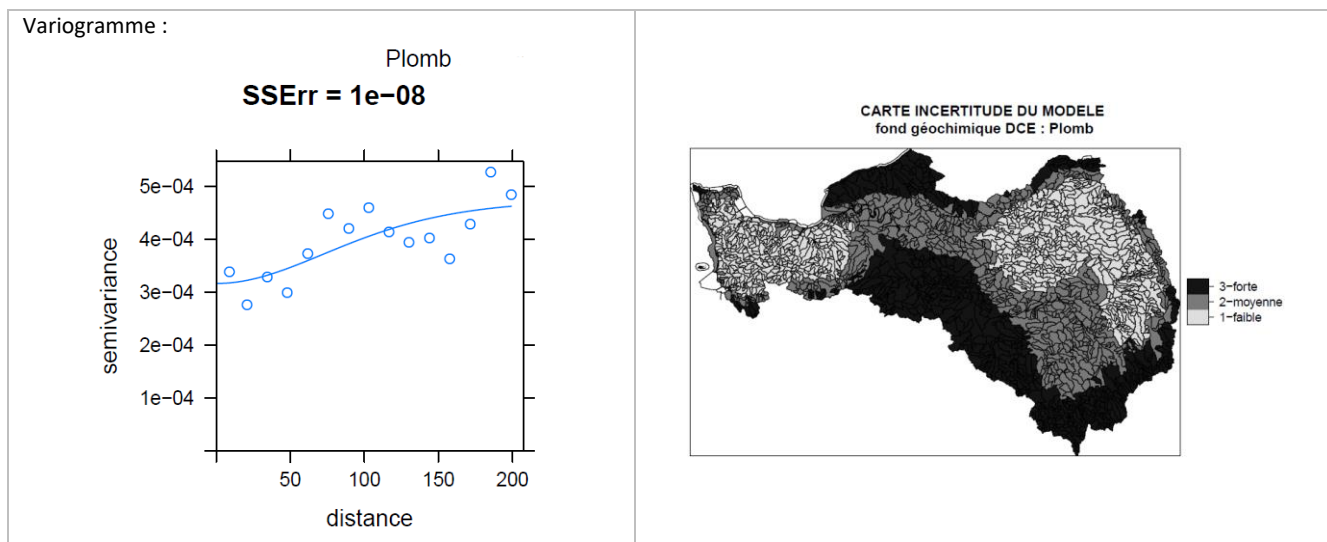 Variogramme :
Plomb
SSErr = 1e−08
5e−04
4e−04
3e−04
2e−04
1e−04
semivariance
50
100
150
200
distance
CARTE INCERTITUDE DU MODELE
fond géochimique DCE : Plomb
3-forte
2-moyenne
1-faible